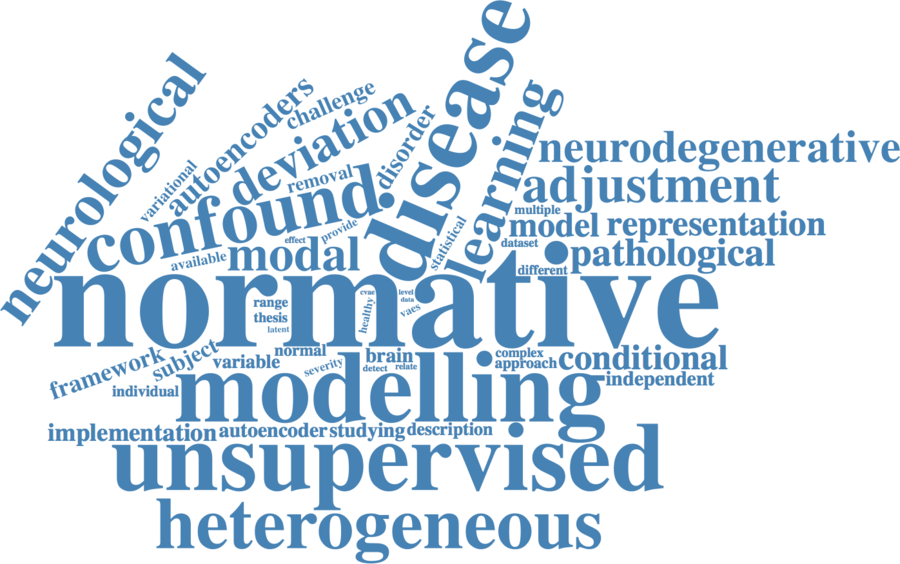 disease
neurological
autoencoders
challenge
deviation
learning
variational
disorder
removal
confound
neurodegenerative
adjustment
multiple
model representation
effect
provide
statistical
dataset
available
modal
pathological
different
normative
range
thesis
latent
cvae
healthy
level
data
vaes
framework
subject
variable
normal
severity
brain
detect
relate
complex
approach
conditional
individual
modelling
independent
implementation autoencoder studying description
unsupervised
heterogeneous